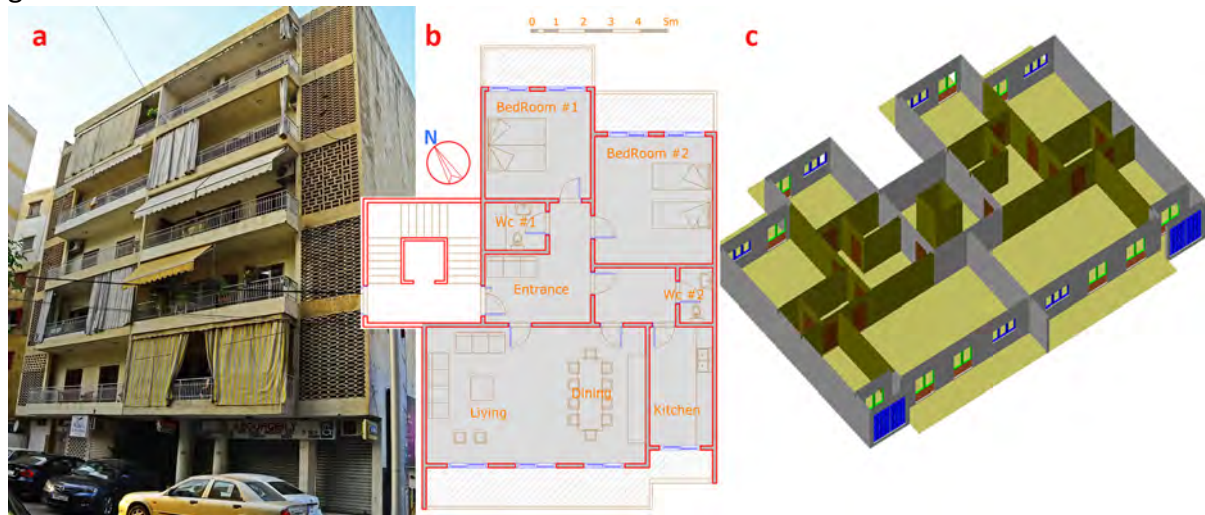 a
b
c
0 1 2 3 4 5m
N
BedRoom #1
BedRoom #2
Wc #1
Entrance
Wc #2
Living
Dining
Kitchen